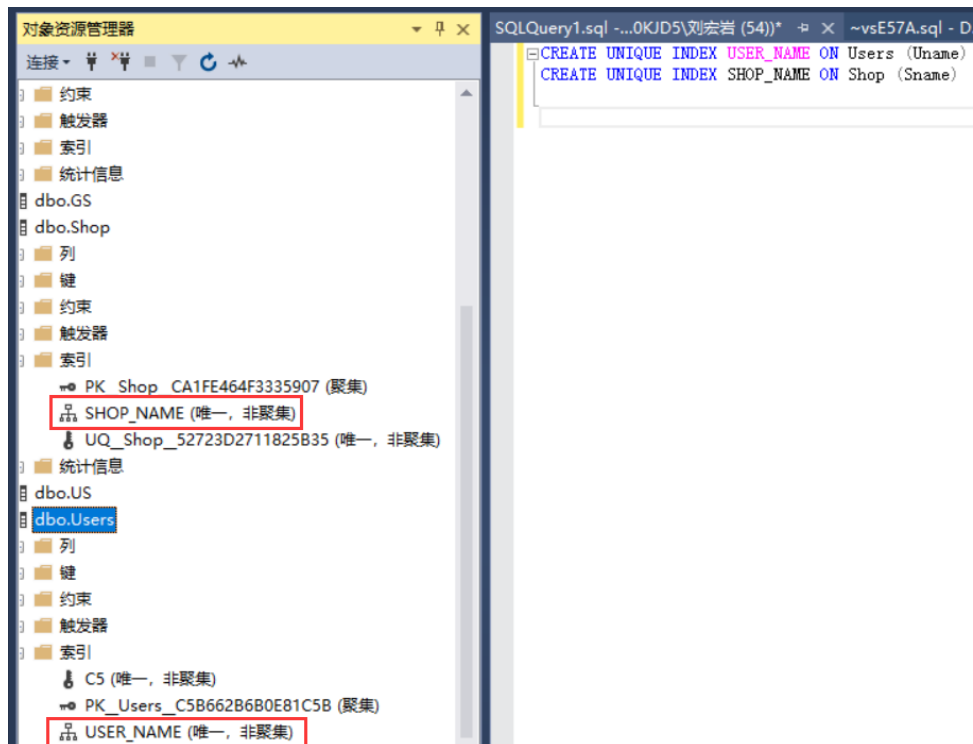 对象资源管理器
连接
约束
触发器
索引
统计信息
dbo.GS
dbo.Shop
列
键
约束
触发器
索引
PK__Shop__CA1FE464F3335907 (聚集)
SHOP_NAME (唯一，非聚集)
UQ__Shop__52723D2711825B35 (唯一，非聚集)
统计信息
dbo.US
dbo.Users
列
键
约束
触发器
索引
C5 (唯一，非聚集)
PK__Users__C5B662B6B0E81C5B (聚集)
USER_NAME (唯一，非聚集)
SQLQuery1.sql -...0KJD5\刘宏岩 (54))* ~vsE57A.sql - D
CREATE UNIQUE INDEX USER_NAME ON Users (Uname)
CREATE UNIQUE INDEX SHOP_NAME ON Shop (Sname)